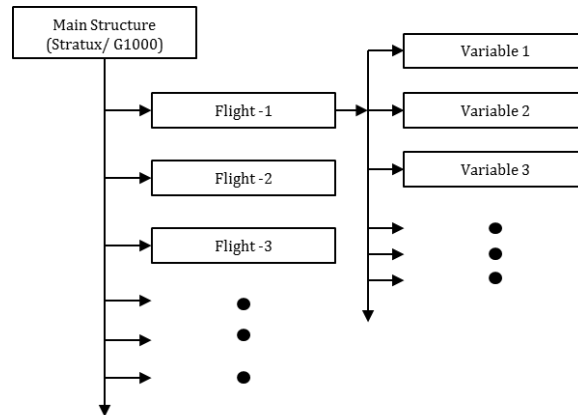 Main Structure
(Stratux/ G1000)
Flight -1
Flight -2
Flight -3
Variable 1
Variable 2
Variable 3